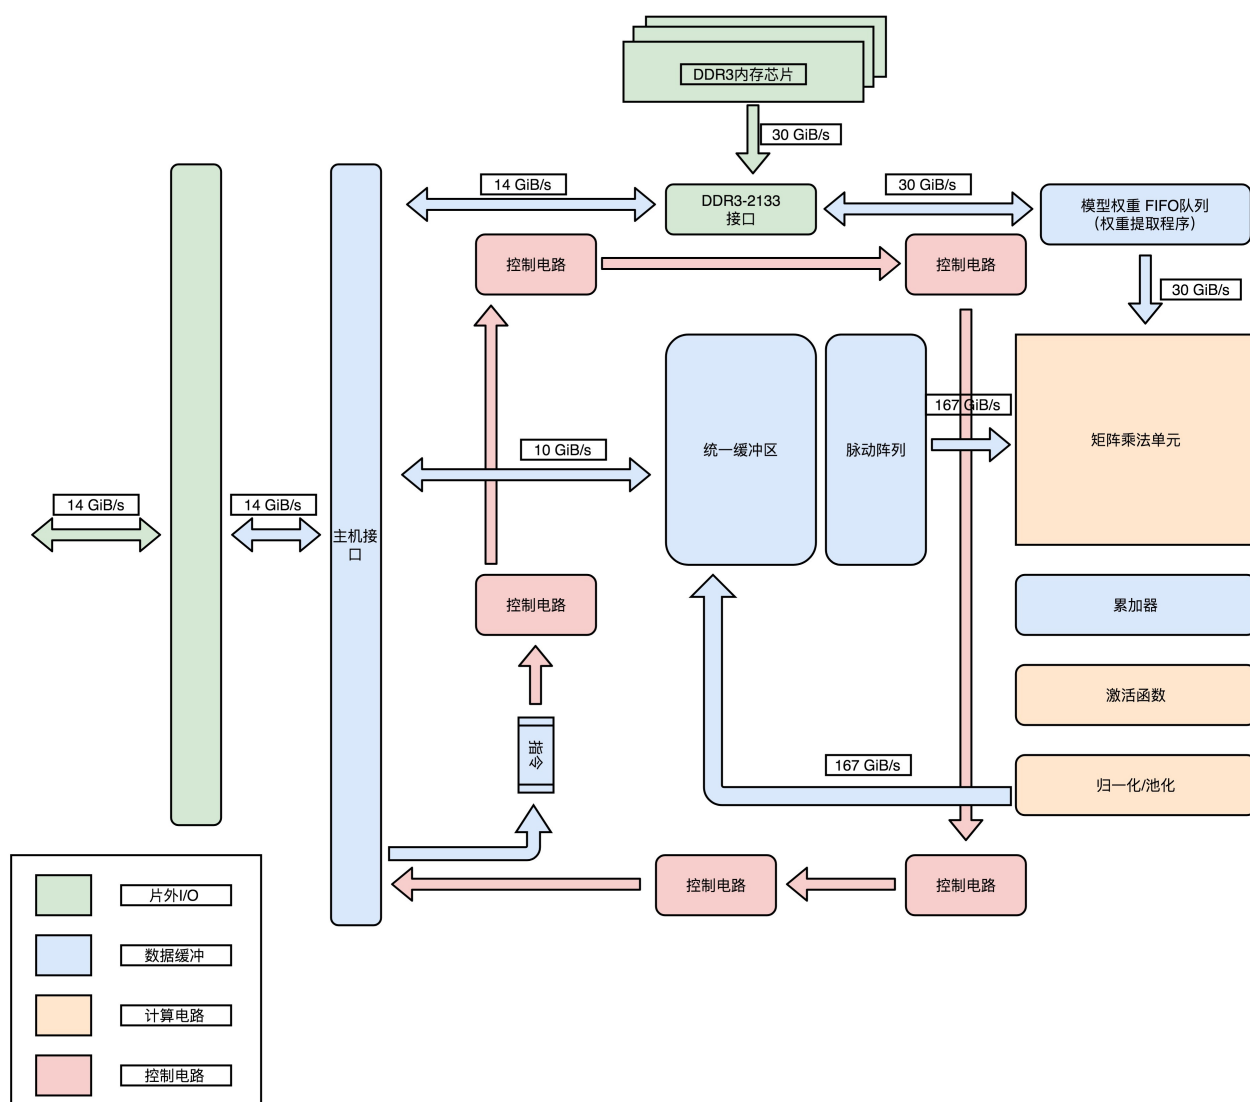 DDR3内存芯片
30 GiB/s
14 GiB/s
DDR3-2133
接口
30 GiB/s
模型权重 FIFO队列
(权重提取程序)
控制电路
控制电路
30 GiB/s
167 GiB/s
10 GiB/s
统一缓冲区
脉动阵列
矩阵乘法单元
14 GiB/s
14 GiB/s
主机接
口
控制电路
累加器
激活函数
指令
167 GiB/s
归一化/池化
控制电路
控制电路
片外I/O
数据缓冲
计算电路
控制电路